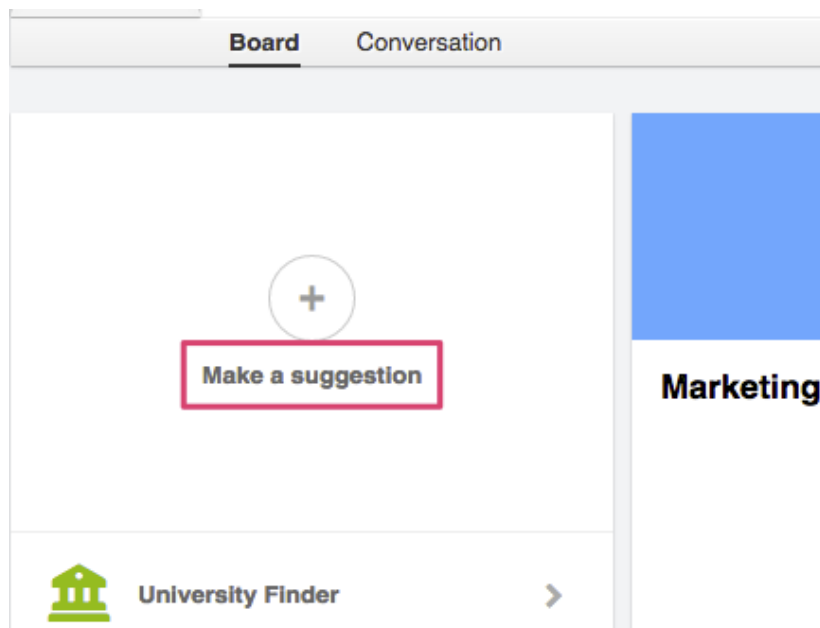 Board Conversation
Make a suggestion
Marketing
University Finder